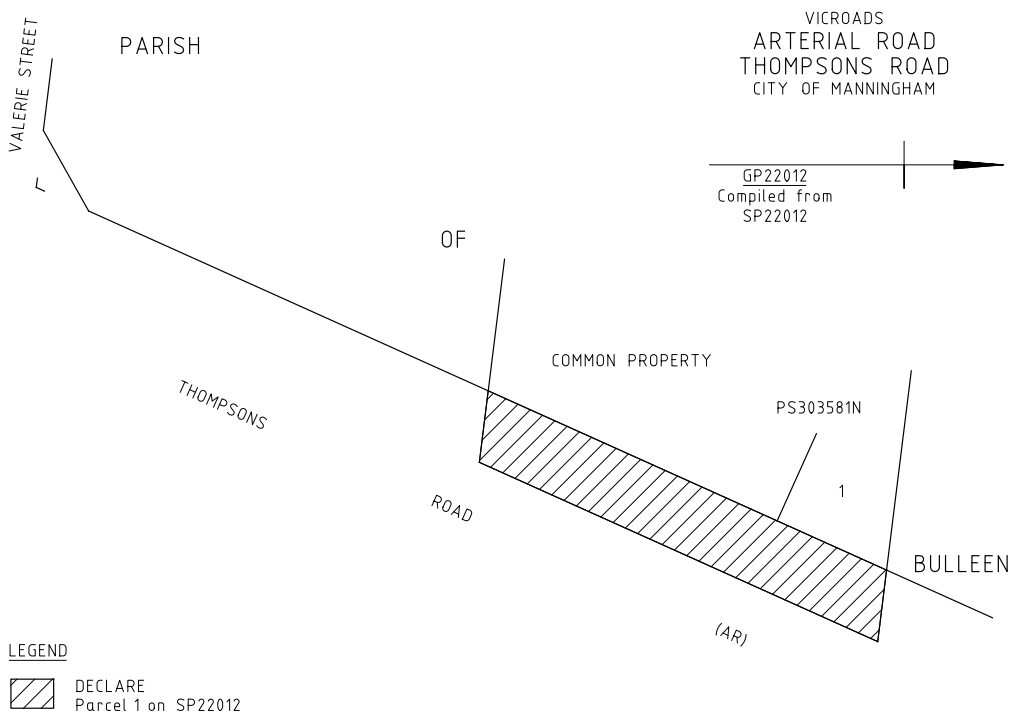 VICROADS
ARTERIAL ROAD
THOMPSONS ROAD
CITY OF MANNINGHAM
PARISH
VALERIE STREET
GP22012
Compiled from
SP22012
OF
COMMON PROPERTY
THOMPSONS
PS303581N
1
ROAD
BULLEEN
(AR)
LEGEND
DECLARE
Parcel 1 on SP22012